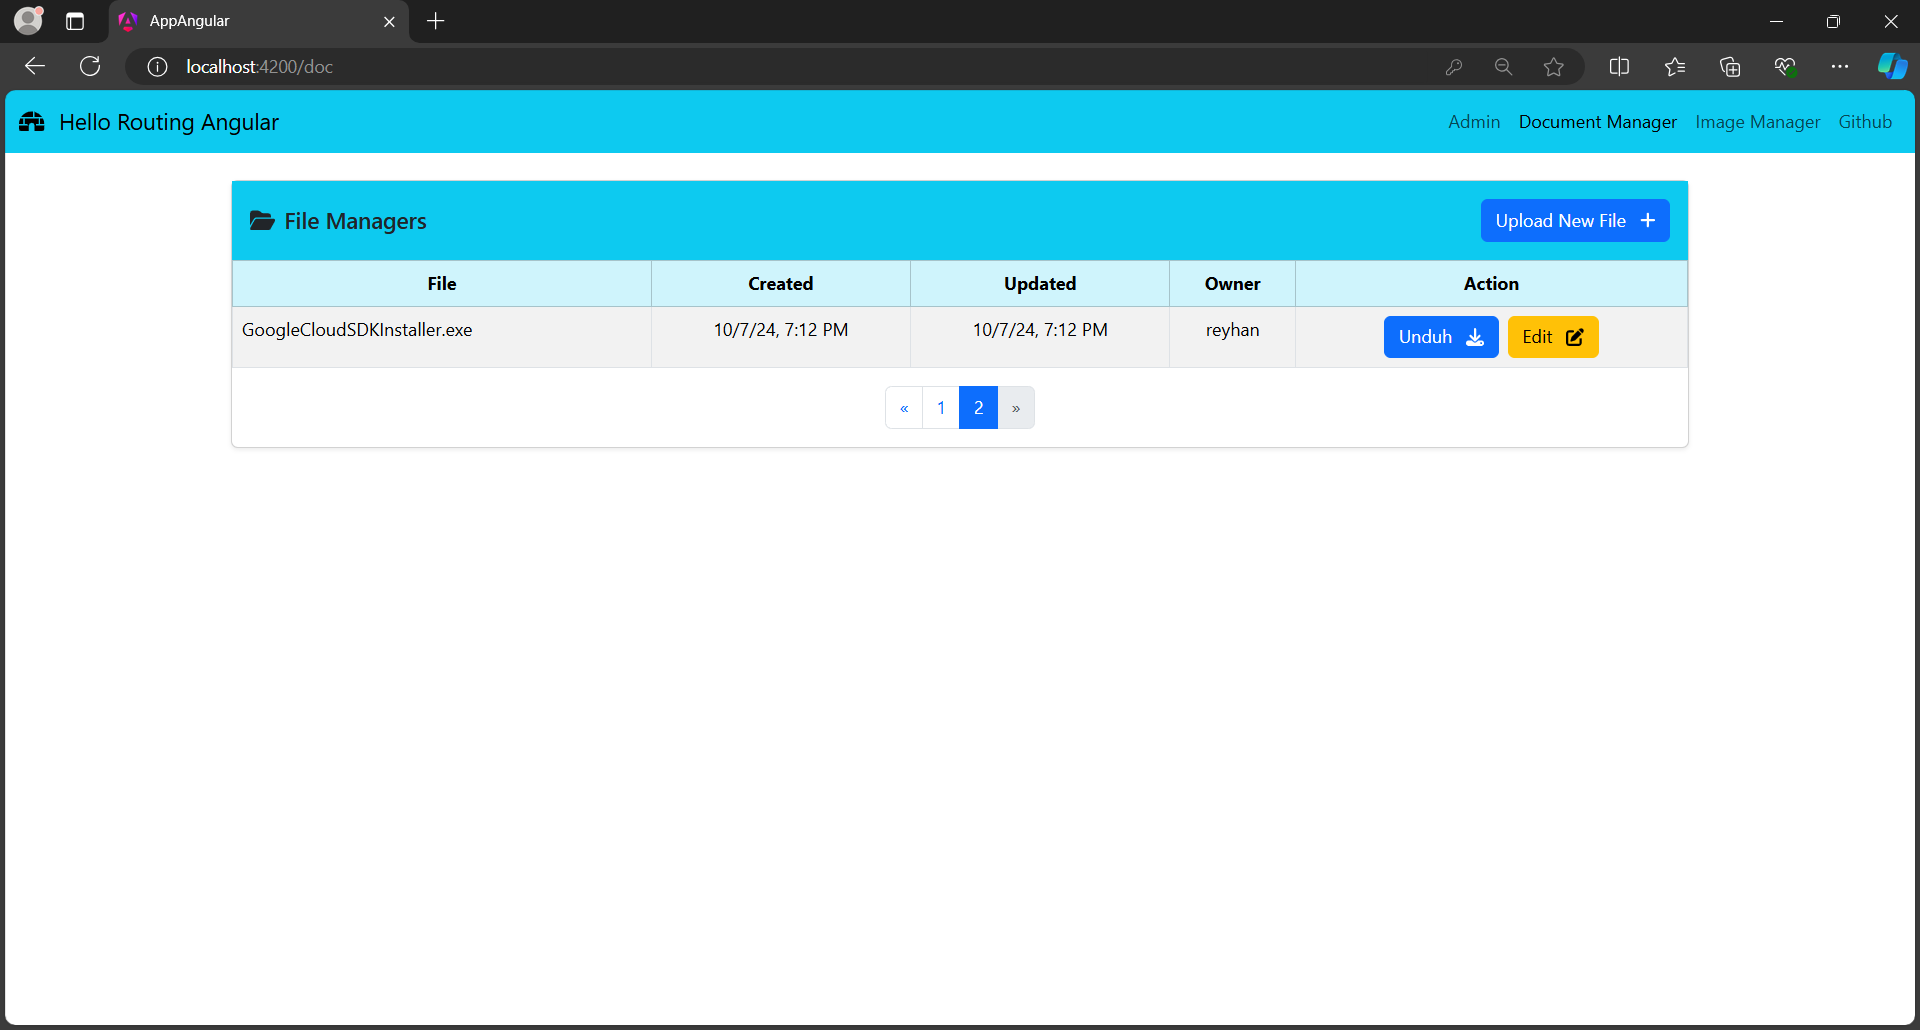 AppAngular
localhost:4200/doc
Hello Routing Angular
Admin Document Manager Image Manager Github
File Managers
Upload New File
File Created Updated Owner Action
GoogleCloudSDKInstaller.exe 10/7/24, 7:12 PM 10/7/24, 7:12 PM reyhan Unduh Edit
« 1 2 »